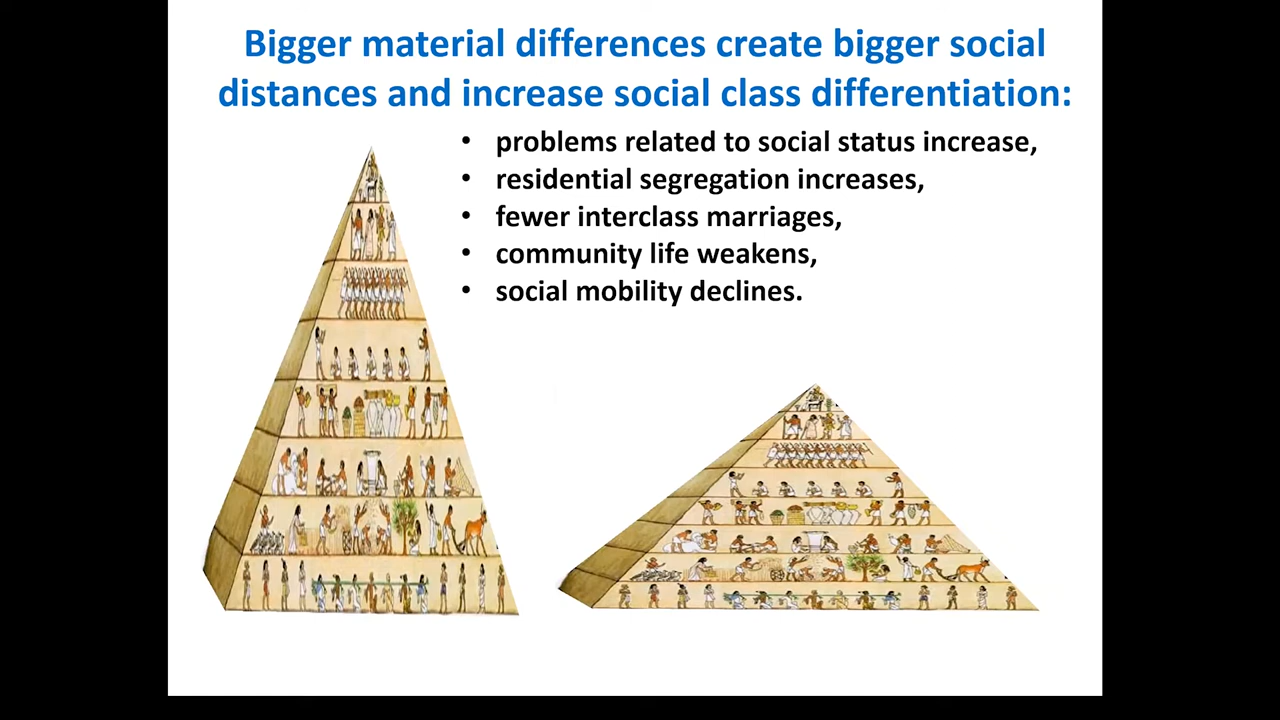 Bigger material differences create bigger social
distances and increase social class differentiation:
• problems related to social status increase,
• residential segregation increases,
• fewer interclass marriages,
• community life weakens,
• social mobility declines.